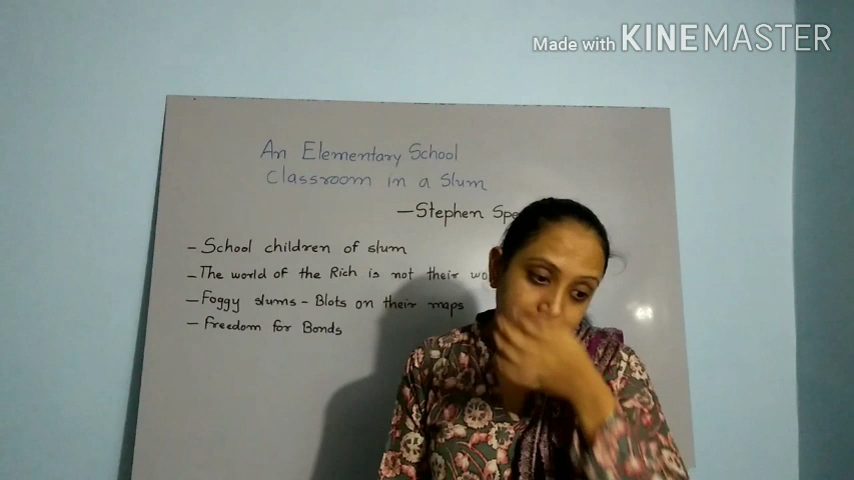 Made with KINEMASTER
An Elementary School
Classroom in a Slum
- Stephen
- School children of slum
- The world of the Rich is not their
- Foggy slums - Blots on their maps
- Freedom for Bonds